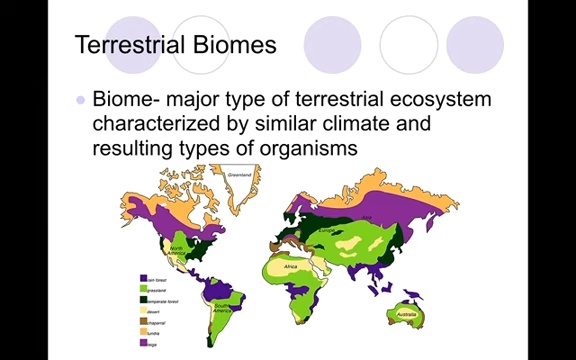 Terrestrial Biomes
Biome- major type of terrestrial ecosystem
characterized by similar climate and
resulting types of organisms
Greenland
Asia
Europe
North
America
Africa
South
America
Australia
rain forest
grassland
temparate forest
desert
chaparral
tundra
taiga